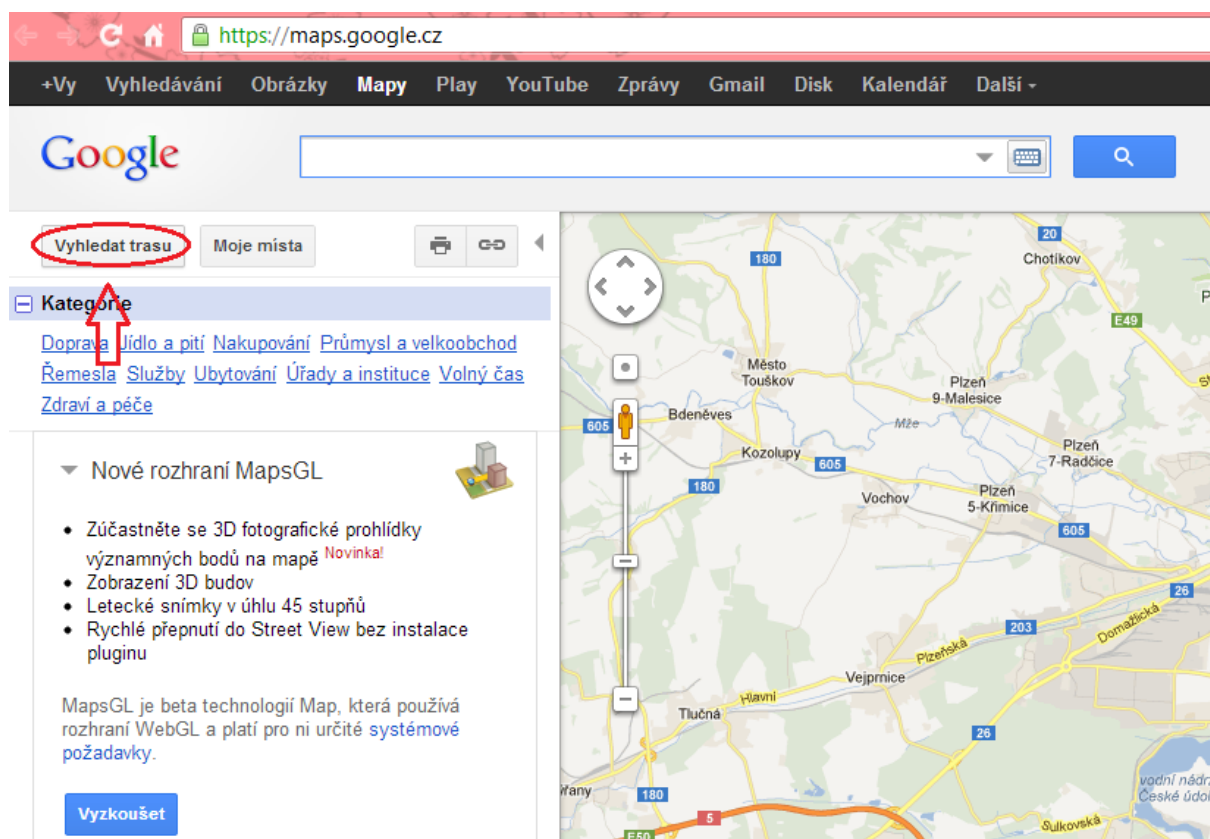 https://maps.google.cz
+Vy Vyhledávání Obrázky Mapy Play YouTube Zprávy Gmail Disk Kalendář Další
Google
Vyhledat trasu Moje místa
Kategorie
Doprava Jídlo a pití Nakupování Průmysl a velkoobchod
Řemesla Služby Ubytování Úřady a instituce Volný čas
Zdraví a péče
Nové rozhraní MapsGL
Zúčastněte se 3D fotografické prohlídky
významných bodů na mapě Novinka!
Zobrazení 3D budov
Letecké snímky v úhlu 45 stupňů
Rychlé přepnutí do Street View bez instalace
pluginu
MapsGL je beta technologií Map, která používá
rozhraní WebGL a platí pro ni určité systémové
požadavky.
Vyzkoušet
20
180
Chotíkov
E49
Město
Touškov
Plzeň
9-Malesice
Bdeněves
605
Mže
Kozolupy
605
Plzeň
7-Radčice
180
Vochov
Plzeň
5-Křimice
605
26
203
Domažlická
Plzeňská
Vejprnice
Hlavní
Tlučná
26
180
5
E50
Sulkovská
České údol